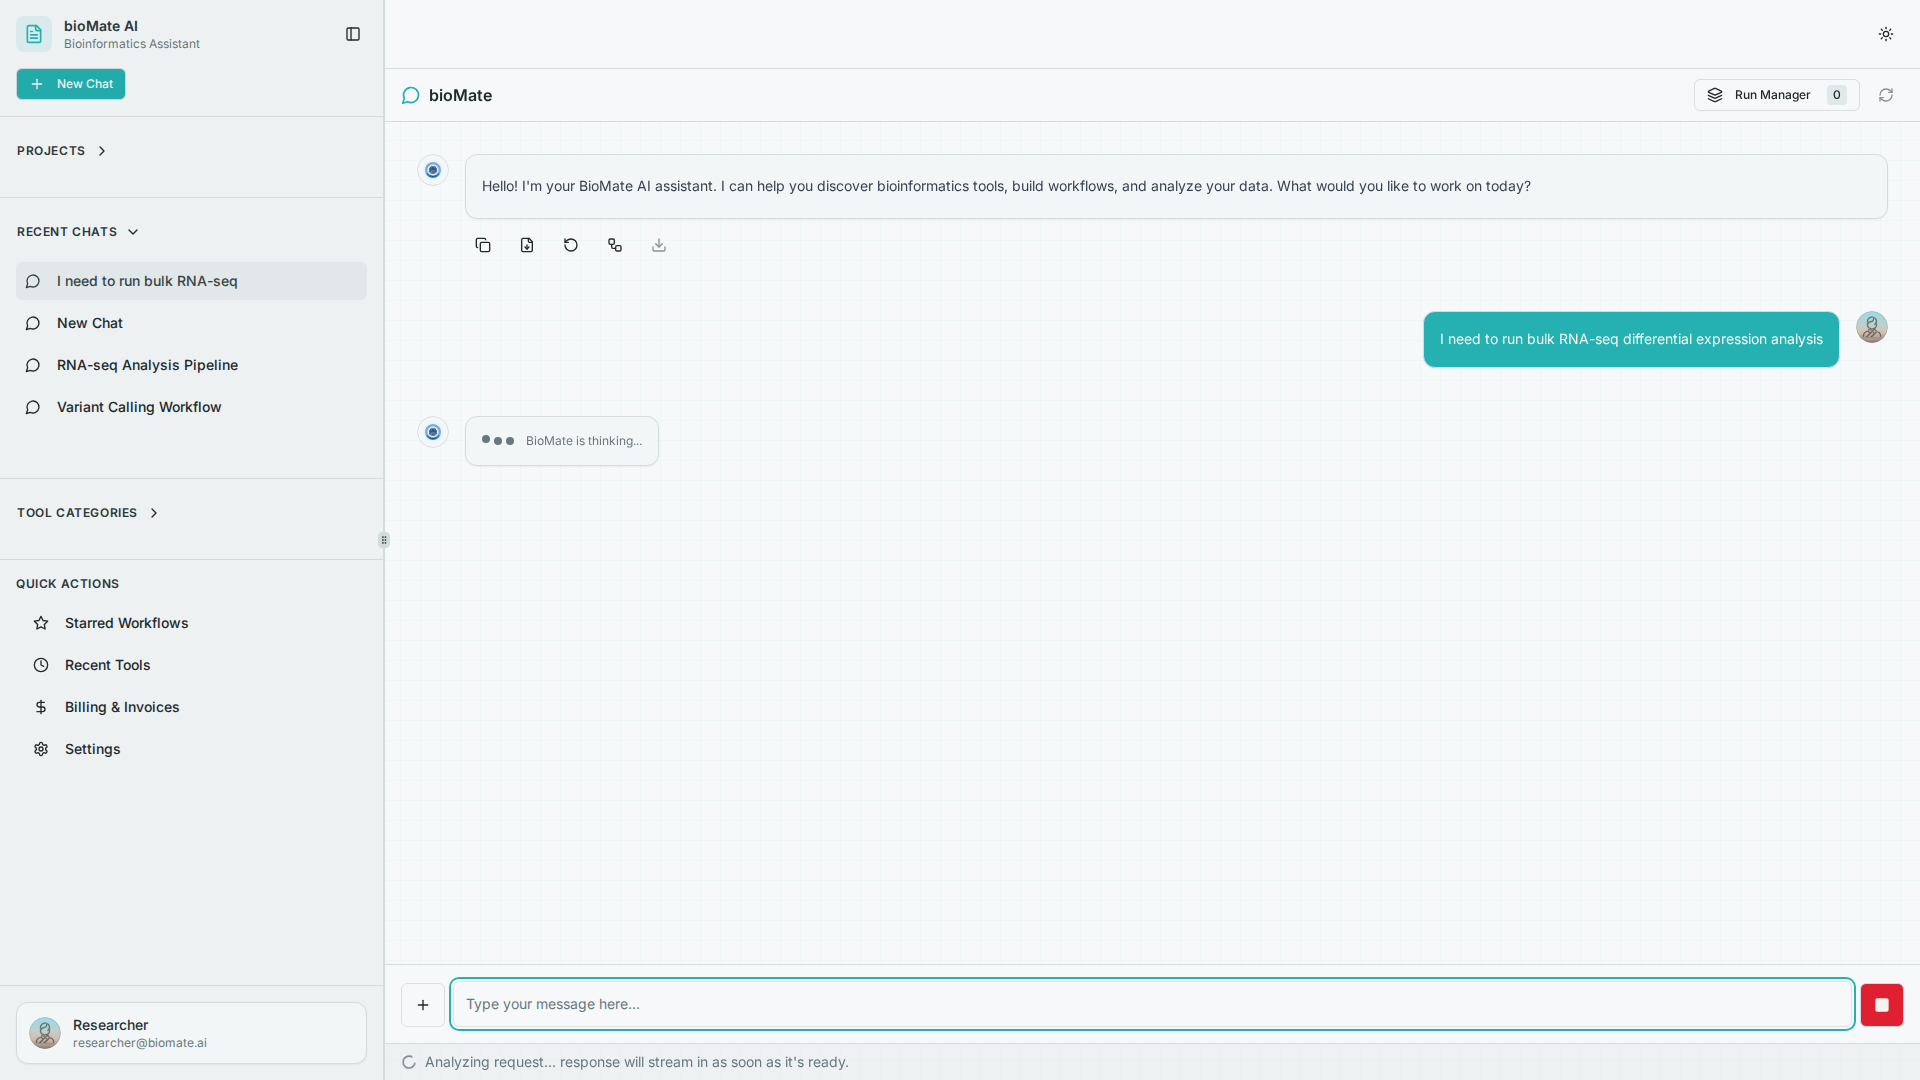 bioMate AI
Bioinformatics Assistant
New Chat
PROJECTS
RECENT CHATS
I need to run bulk RNA-seq
New Chat
RNA-seq Analysis Pipeline
Variant Calling Workflow
TOOL CATEGORIES
QUICK ACTIONS
Starred Workflows
Recent Tools
Billing & Invoices
Settings
Researcher
researcher@biomate.ai
bioMate
Run Manager 0
Hello! I'm your BioMate AI assistant. I can help you discover bioinformatics tools, build workflows, and analyze your data. What would you like to work on today?
I need to run bulk RNA-seq differential expression analysis
BioMate is thinking...
Type your message here...
Analyzing request... response will stream in as soon as it's ready.